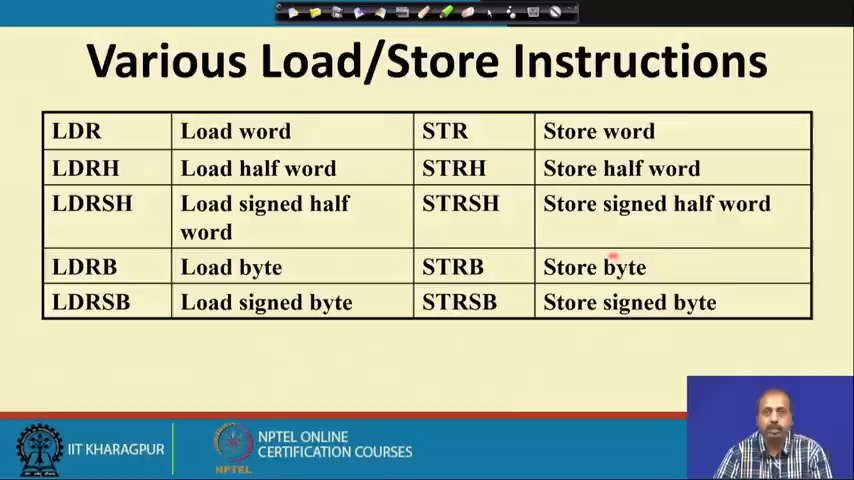 Various Load/Store Instructions
LDR Load word STR Store word
LDRH Load half word STRH Store half word
LDRSH Load signed half word STRSH Store signed half word
LDRB Load byte STRB Store byte
LDRSB Load signed byte STRSB Store signed byte
IIT KHARAGPUR
NPTEL
NPTEL ONLINE
CERTIFICATION COURSES